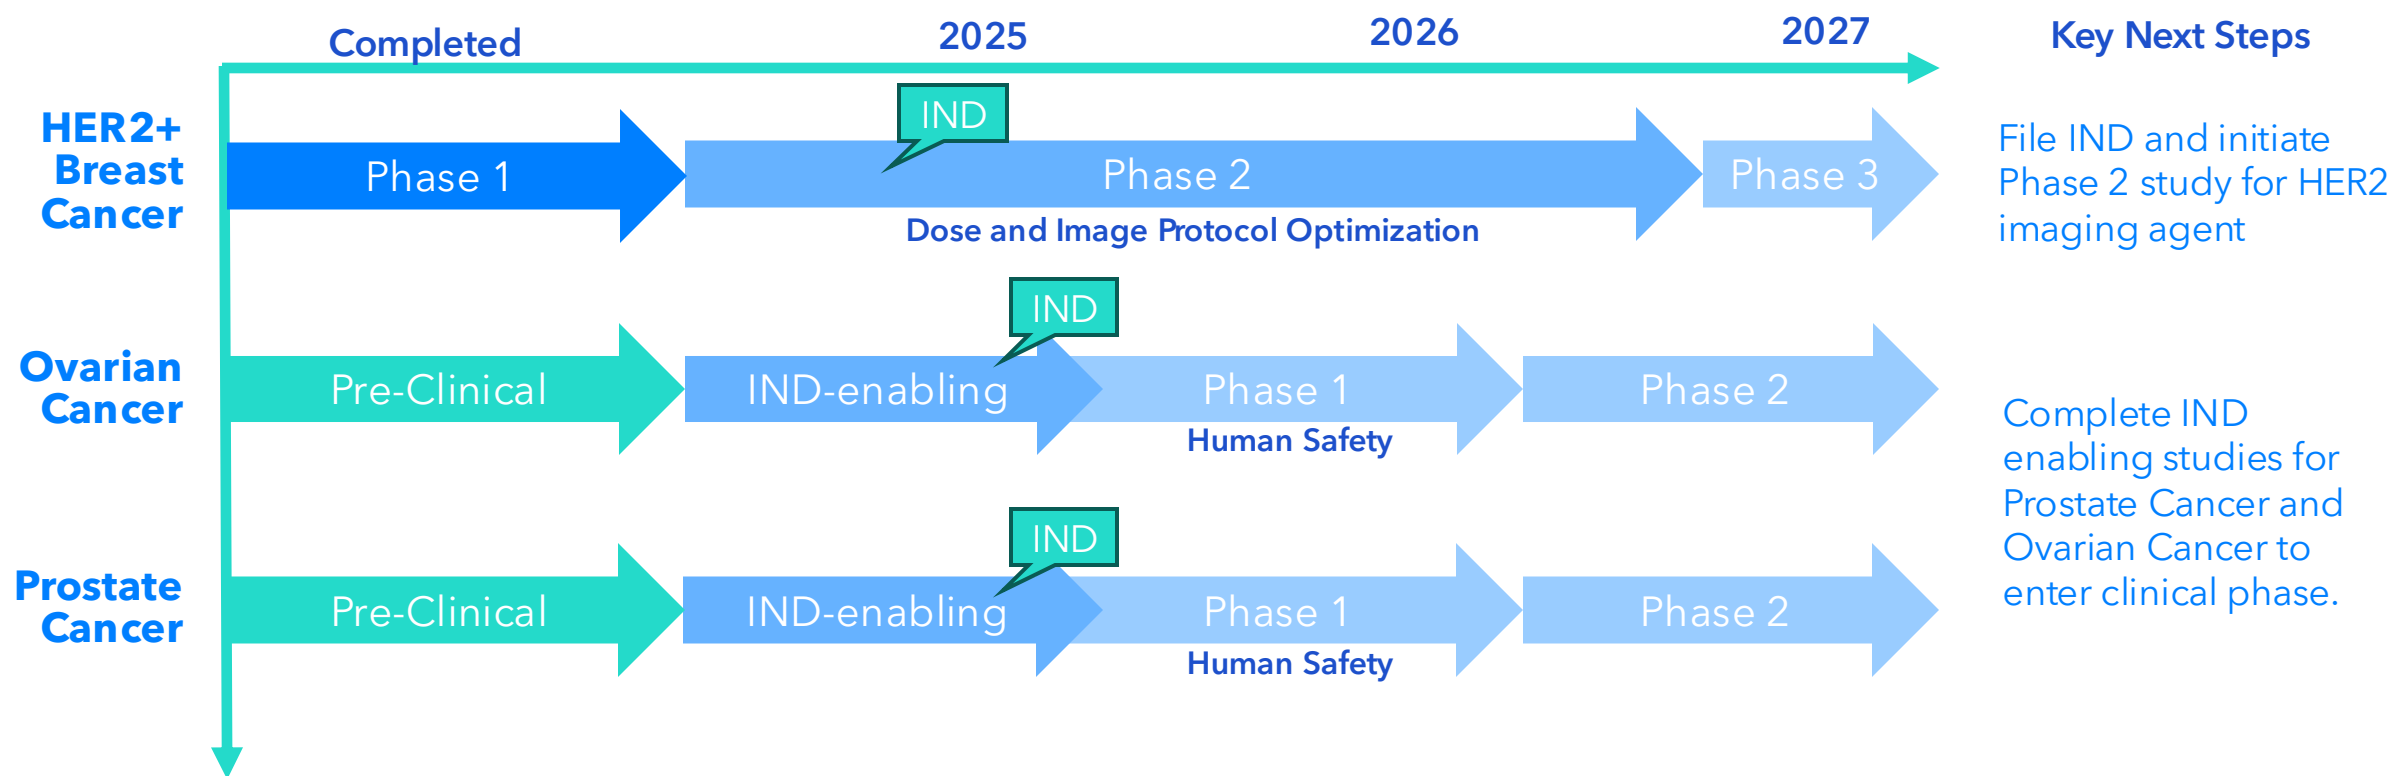 Completed
2025
2026
2027
Key Next Steps
HER2+
Breast
Cancer
Phase 1
IND
Phase 2
Phase 3
Dose and Image Protocol Optimization
File IND and initiate
Phase 2 study for HER2
imaging agent
Ovarian
Cancer
Pre-Clinical
IND-enabling
IND
Phase 1
Human Safety
Phase 2
Prostate
Cancer
Pre-Clinical
IND-enabling
IND
Phase 1
Human Safety
Phase 2
Complete IND
enabling studies for
Prostate Cancer and
Ovarian Cancer to
enter clinical phase.